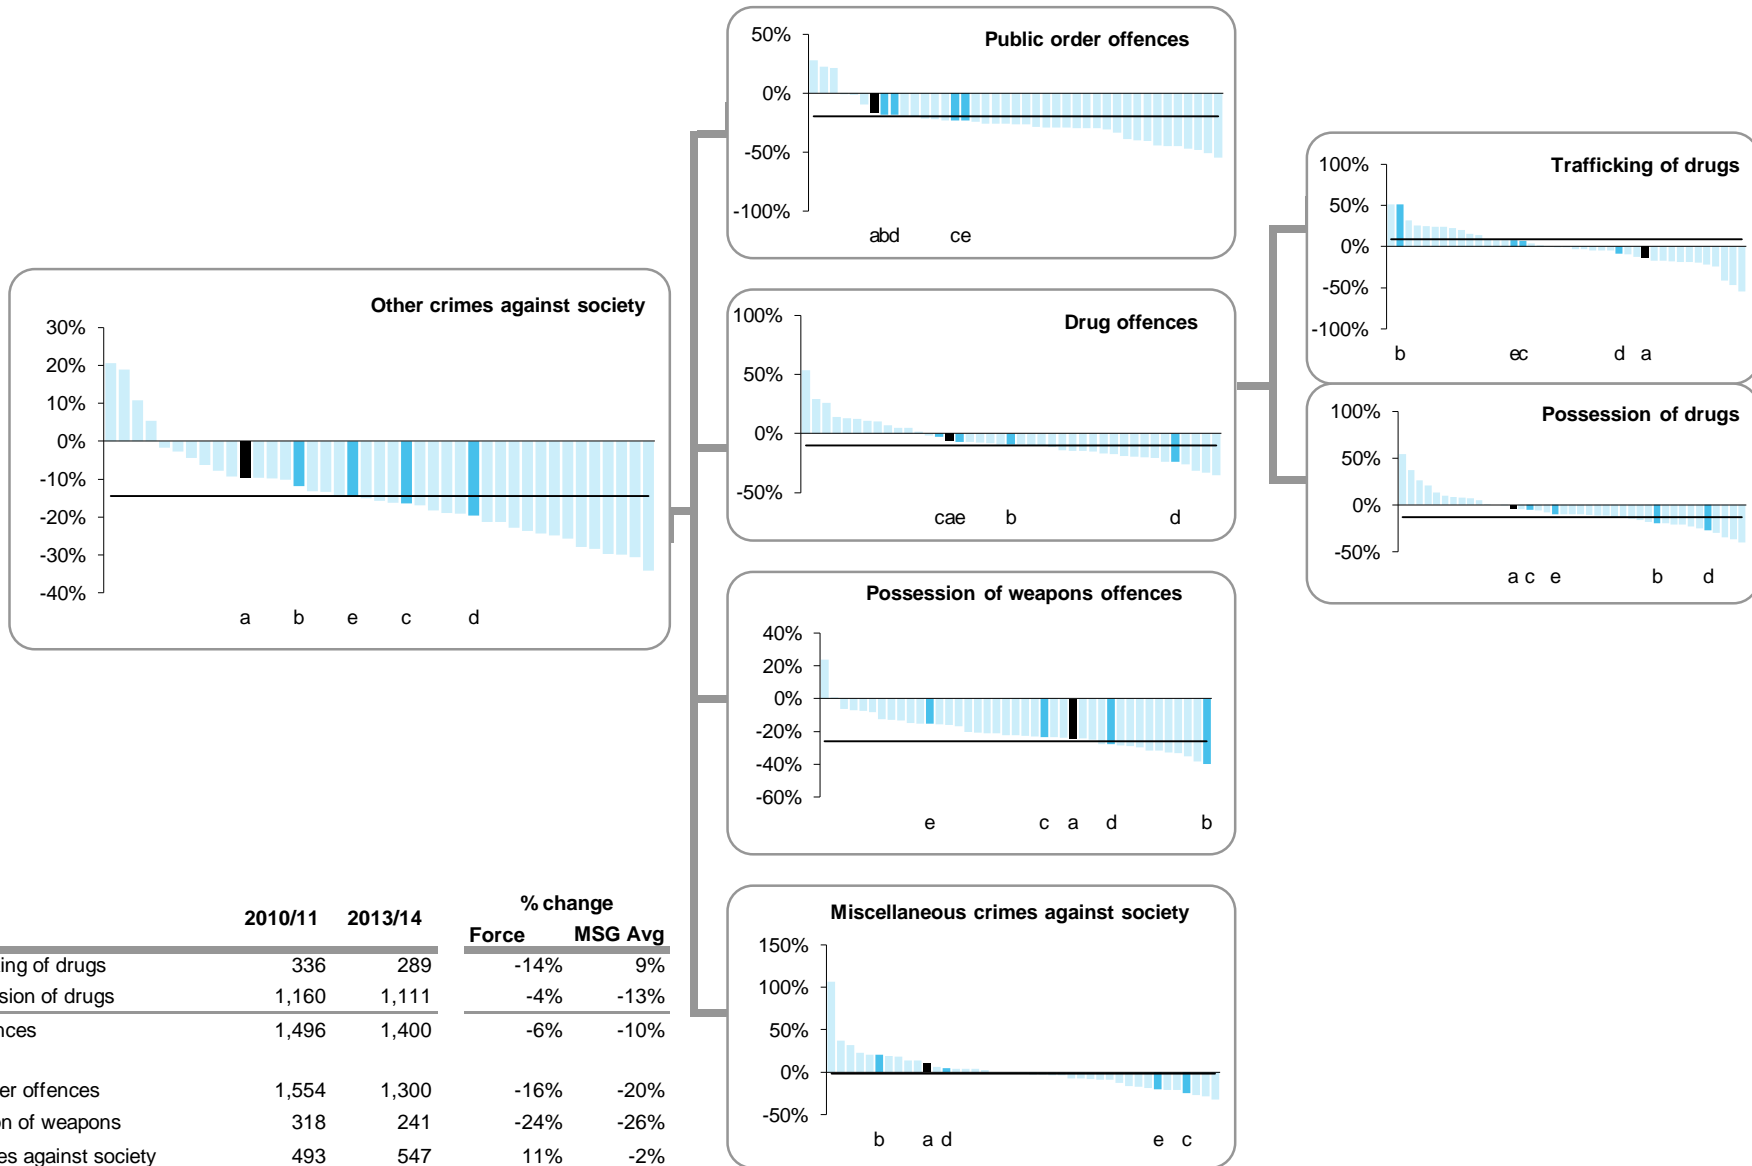 Public order offences
50%
0%
-50%
-100%
abd ce
Trafficking of drugs
100%
50%
0%
-50%
-100%
b ec d a
Other crimes against society
30%
20%
10%
0%
-10%
-20%
-30%
-40%
a b e c d
Drug offences
100%
50%
0%
-50%
cae b d
Possession of drugs
100%
50%
0%
-50%
a c e b d
Possession of weapons offences
40%
20%
0%
-20%
-40%
-60%
e c a d b
Miscellaneous crimes against society
150%
100%
50%
0%
-50%
b a d e c
2010/11 2013/14 % change
Force MSG Avg
ing of drugs 336 289 -14% 9%
sion of drugs 1,160 1,111 -4% -13%
nces 1,496 1,400 -6% -10%
er offences 1,554 1,300 -16% -20%
on of weapons 318 241 -24% -26%
es against society 493 547 11% -2%